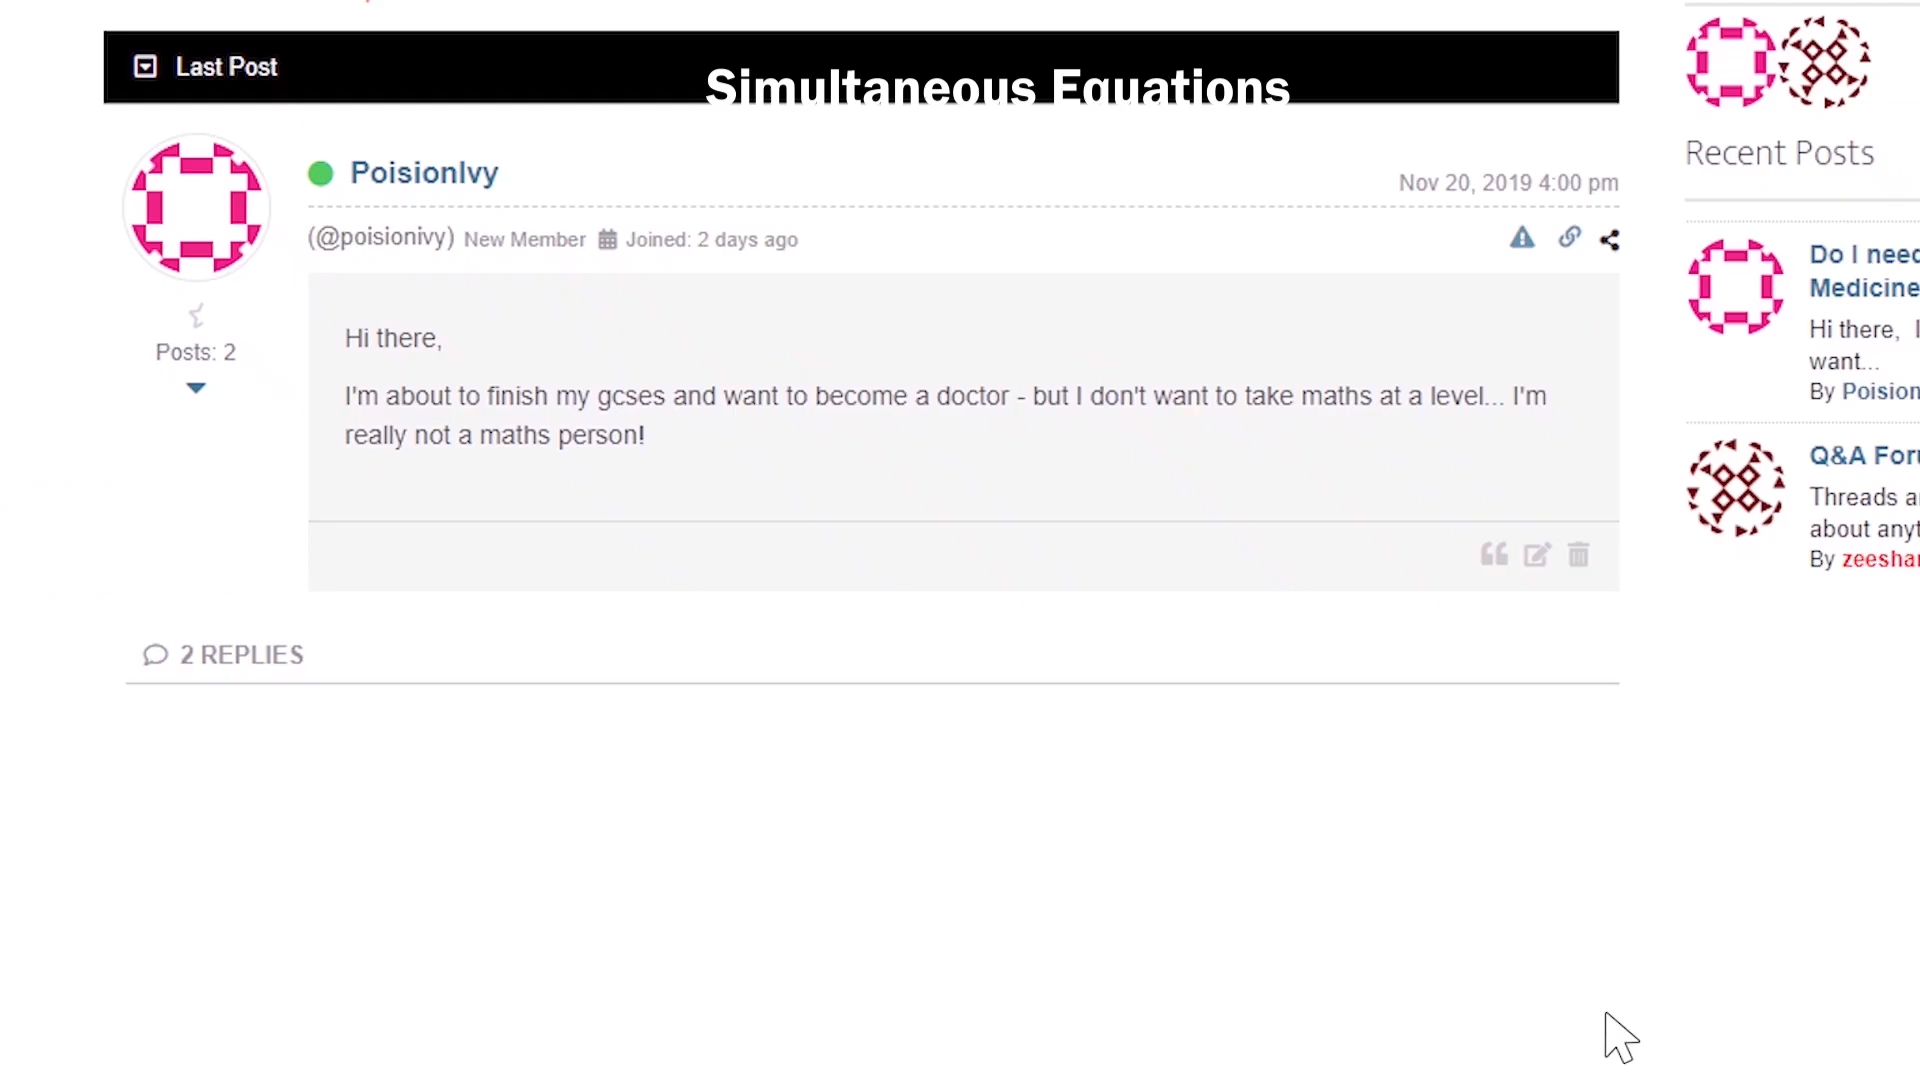 Last Post
Simultaneous Equations
PoisionIvy
Nov 20, 2019 4:00 pm
(@poisionivy) New Member Joined: 2 days ago
Posts: 2
Hi there,
I'm about to finish my gcses and want to become a doctor - but I don't want to take maths at a level... I'm
really not a maths person!
2 REPLIES
Recent Posts
Do I need
Medicine
Hi there, I
want...
By Poision
Q&A For
Threads a
about any
By zeeshan